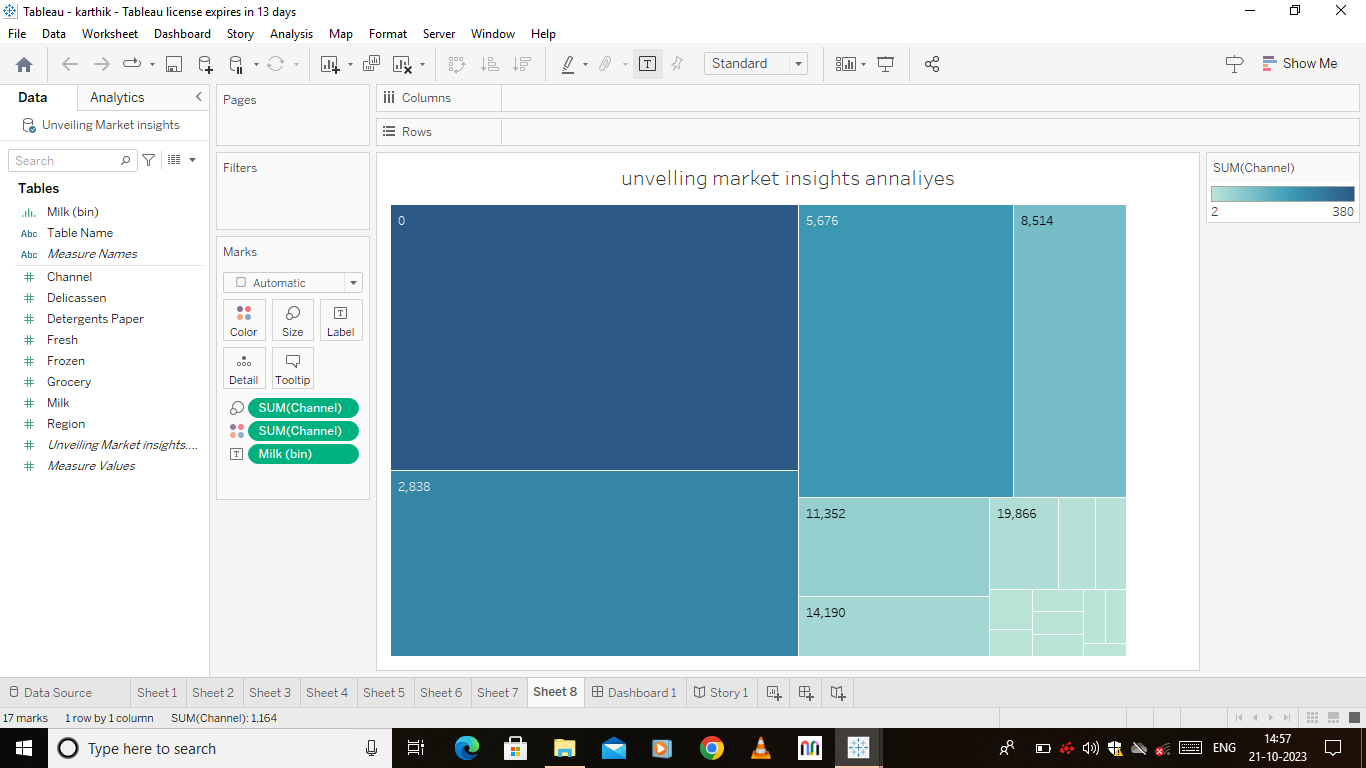 Tableau - karthik - Tableau license expires in 13 days
File Data Worksheet Dashboard Story Analysis Map Format Server Window Help
Standard
Show Me
Data Analytics
Unveiling Market insights
Search
Tables
Milk (bin)
Abc Table Name
Abc Measure Names
Channel
Delicassen
Detergents Paper
Fresh
Frozen
Grocery
Milk
Region
Unveiling Market insights....
Measure Values
Pages
Filters
Marks
Automatic
Color Size Label
Detail Tooltip
SUM(Channel)
SUM(Channel)
Milk (bin)
Columns
Rows
unvelling market insights annaliyes
0
5,676
8,514
2,838
11,352
19,866
14,190
SUM(Channel)
2 380
Data Source Sheet 1 Sheet 2 Sheet 3 Sheet 4 Sheet 5 Sheet 6 Sheet 7 Sheet 8 Dashboard 1 Story 1
17 marks 1 row by 1 column SUM(Channel): 1,164
Type here to search
ENG
14:57
21-10-2023